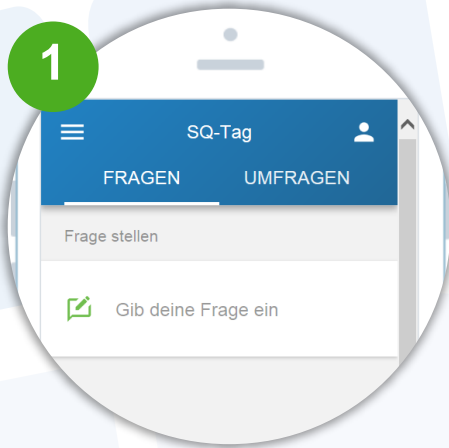 1
SQ-Tag
FRAGEN UMFRAGEN
Frage stellen
Gib deine Frage ein